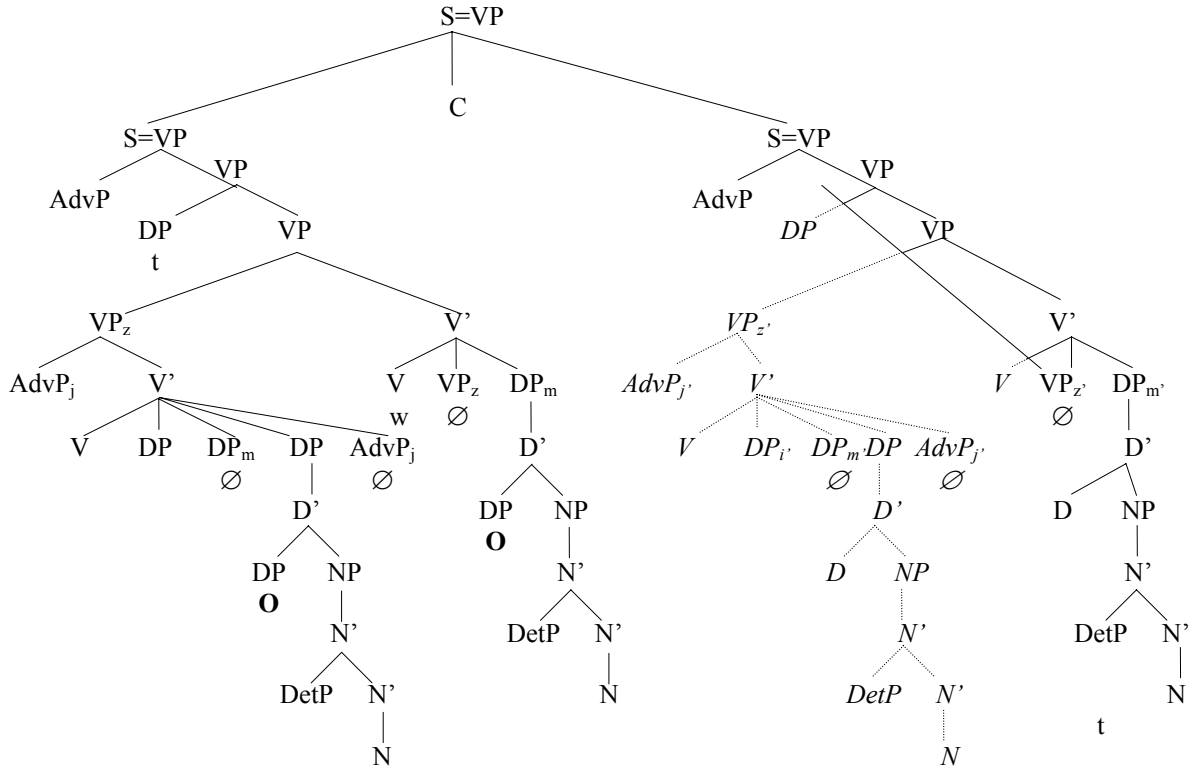 S=VP
C
S=VP S=VP
VP VP
AdvP AdvP
DP VP DP VP
t
VPz V’ VPz’ V’
AdvPj V’ V VPz DPm AdvPj’ V’ V VPz’ DPm’
w ∅ ∅
V DP DPm DP AdvPj D’ V DPi’ DPm’ DP AdvPj’ D’
∅ ∅ ∅ ∅
D’ DP NP D’ D NP
O
DP NP N’ D NP N’
O
N’ DetP N’ N’ DetP N’
DetP N’ N DetP N’ N
t
N N